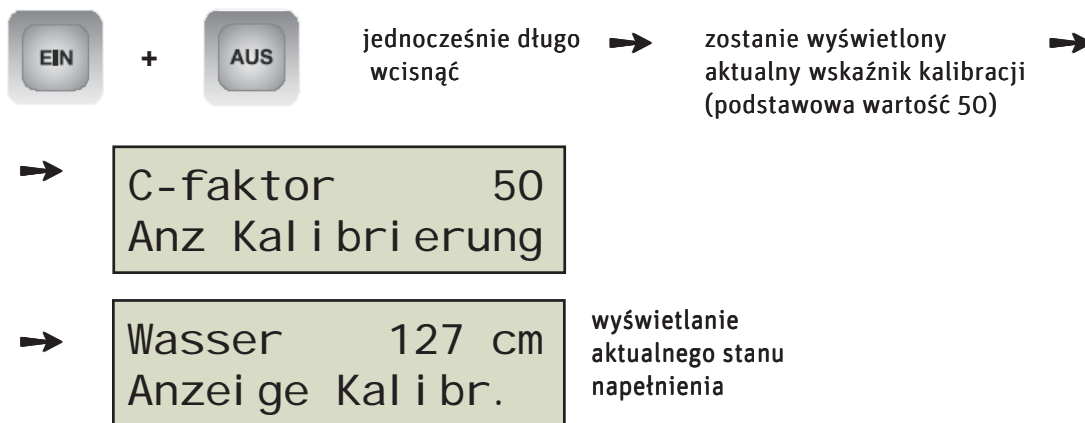 EIN + AUS
jednocześnie długo
wcisnąć
zostanie wyświetlony
aktualny wskaźnik kalibracji
(podstawowa wartość 50)
C-faktor 50
Anz Kalibrierung
Wasser 127 cm
Anzeige Kalibr.
wyświetlanie
aktualnego stanu
napełnienia